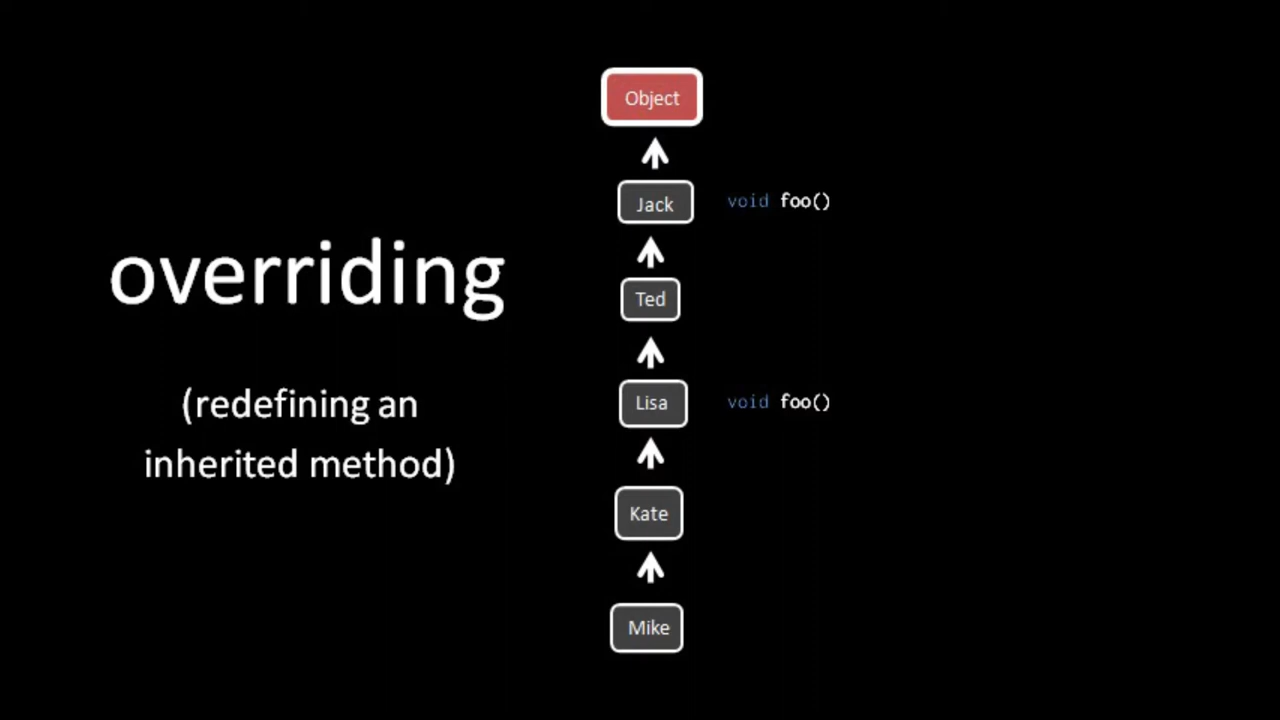 overriding
(redefining an
inherited method)
Object
Jack
void foo()
Ted
Lisa
void foo()
Kate
Mike